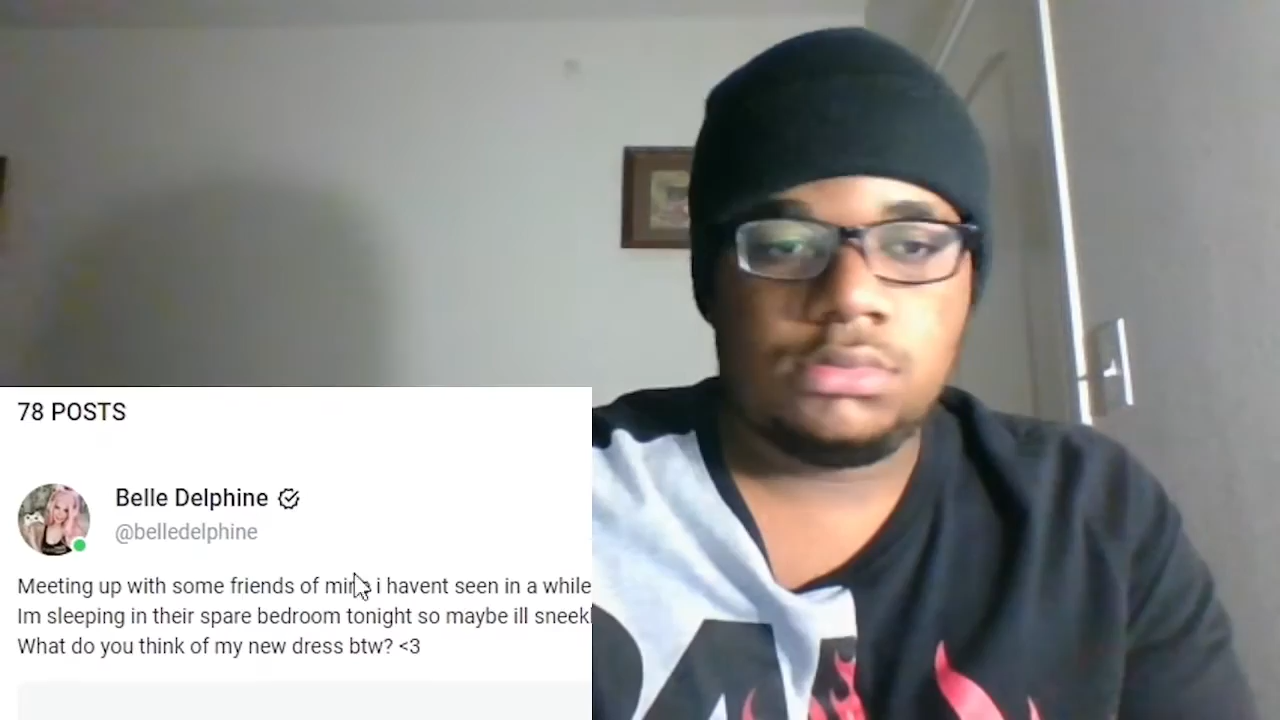 78 POSTS
Belle Delphine
@belledelphine
Meeting up with some friends of mine i havent seen in a while
Im sleeping in their spare bedroom tonight so maybe ill
What do you think of my new dress btw? <3